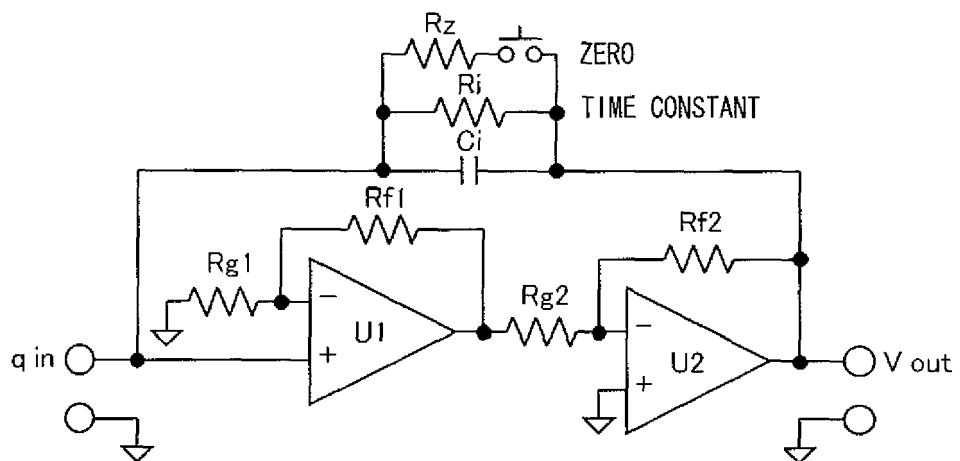 Rz
ZERO
Ri
TIME CONSTANT
Ci
Rf1
Rf2
Rg1
Rg2
−
U1
+
−
U2
+
q in
V out